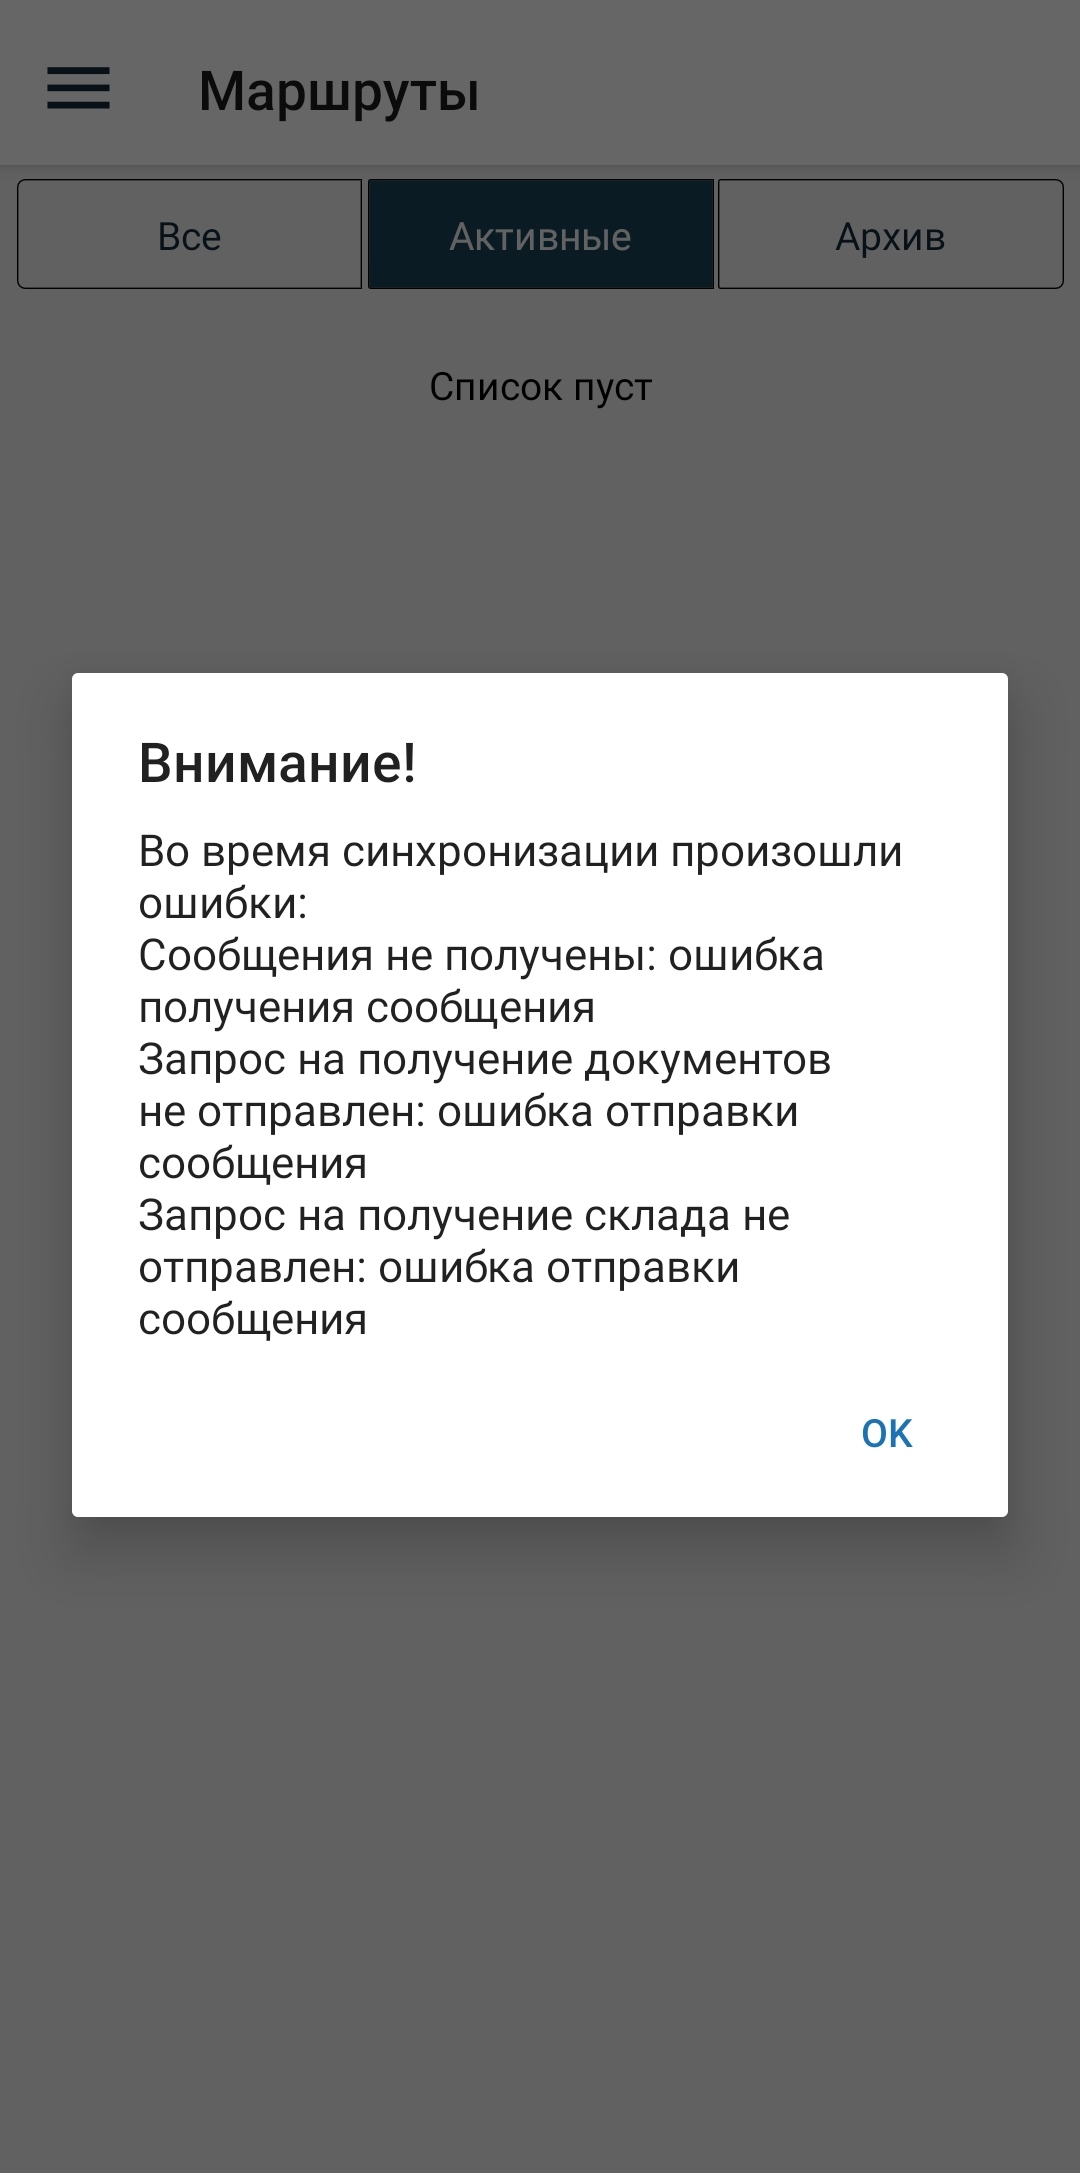 Маршруты
Все
Активные
Архив
Список пуст
Внимание!
Во время синхронизации произошли
ошибки:
Сообщения не получены: ошибка
получения сообщения
Запрос на получение документов
не отправлен: ошибка отправки
сообщения
Запрос на получение склада не
отправлен: ошибка отправки
сообщения
ОК